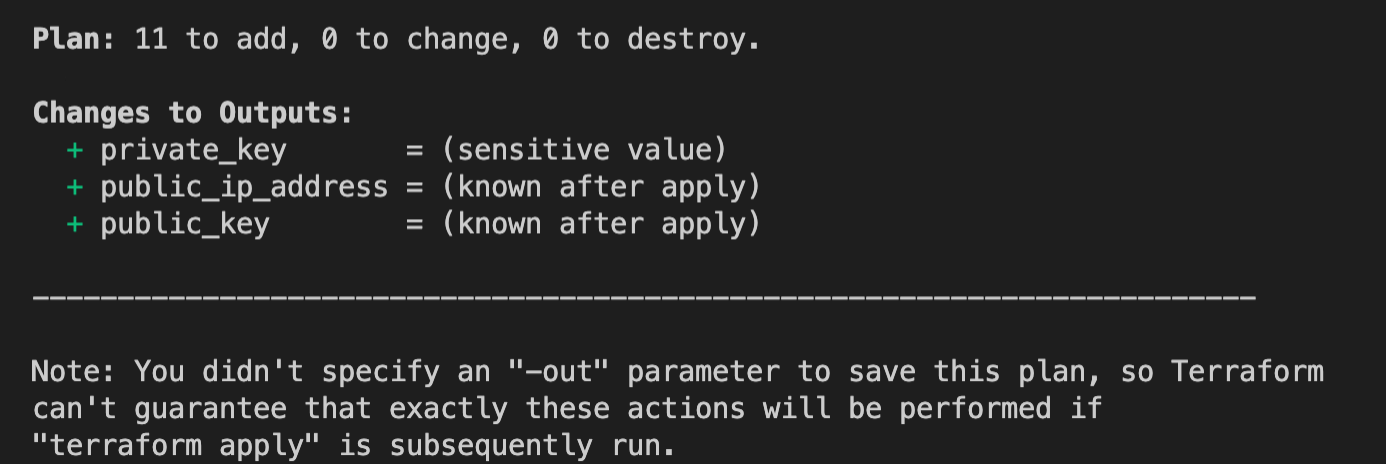 Plan: 11 to add, 0 to change, 0 to destroy.
Changes to Outputs:
+ private_key = (sensitive value)
+ public_ip_address = (known after apply)
+ public_key = (known after apply)
------------------------------------------------------------------------
Note: You didn't specify an "-out" parameter to save this plan, so Terraform
can't guarantee that exactly these actions will be performed if
"terraform apply" is subsequently run.